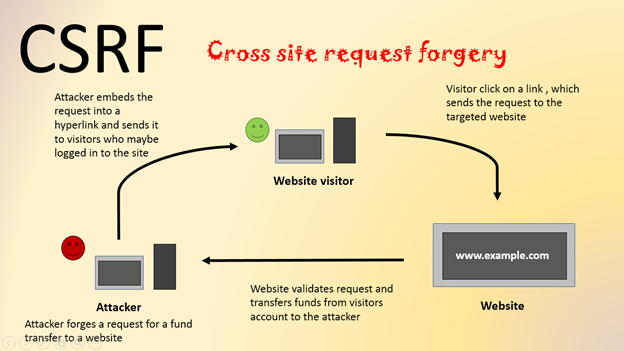 CSRF
Cross site request forgery
Attacker embeds the
request into a
hyperlink and sends it
to visitors who maybe
logged in to the site
Visitor click on a link , which
sends the request to the
targeted website
Website visitor
www.example.com
Website
Website validates request and
transfers funds from visitors
account to the attacker
Attacker
Attacker forges a request for a fund
transfer to a website